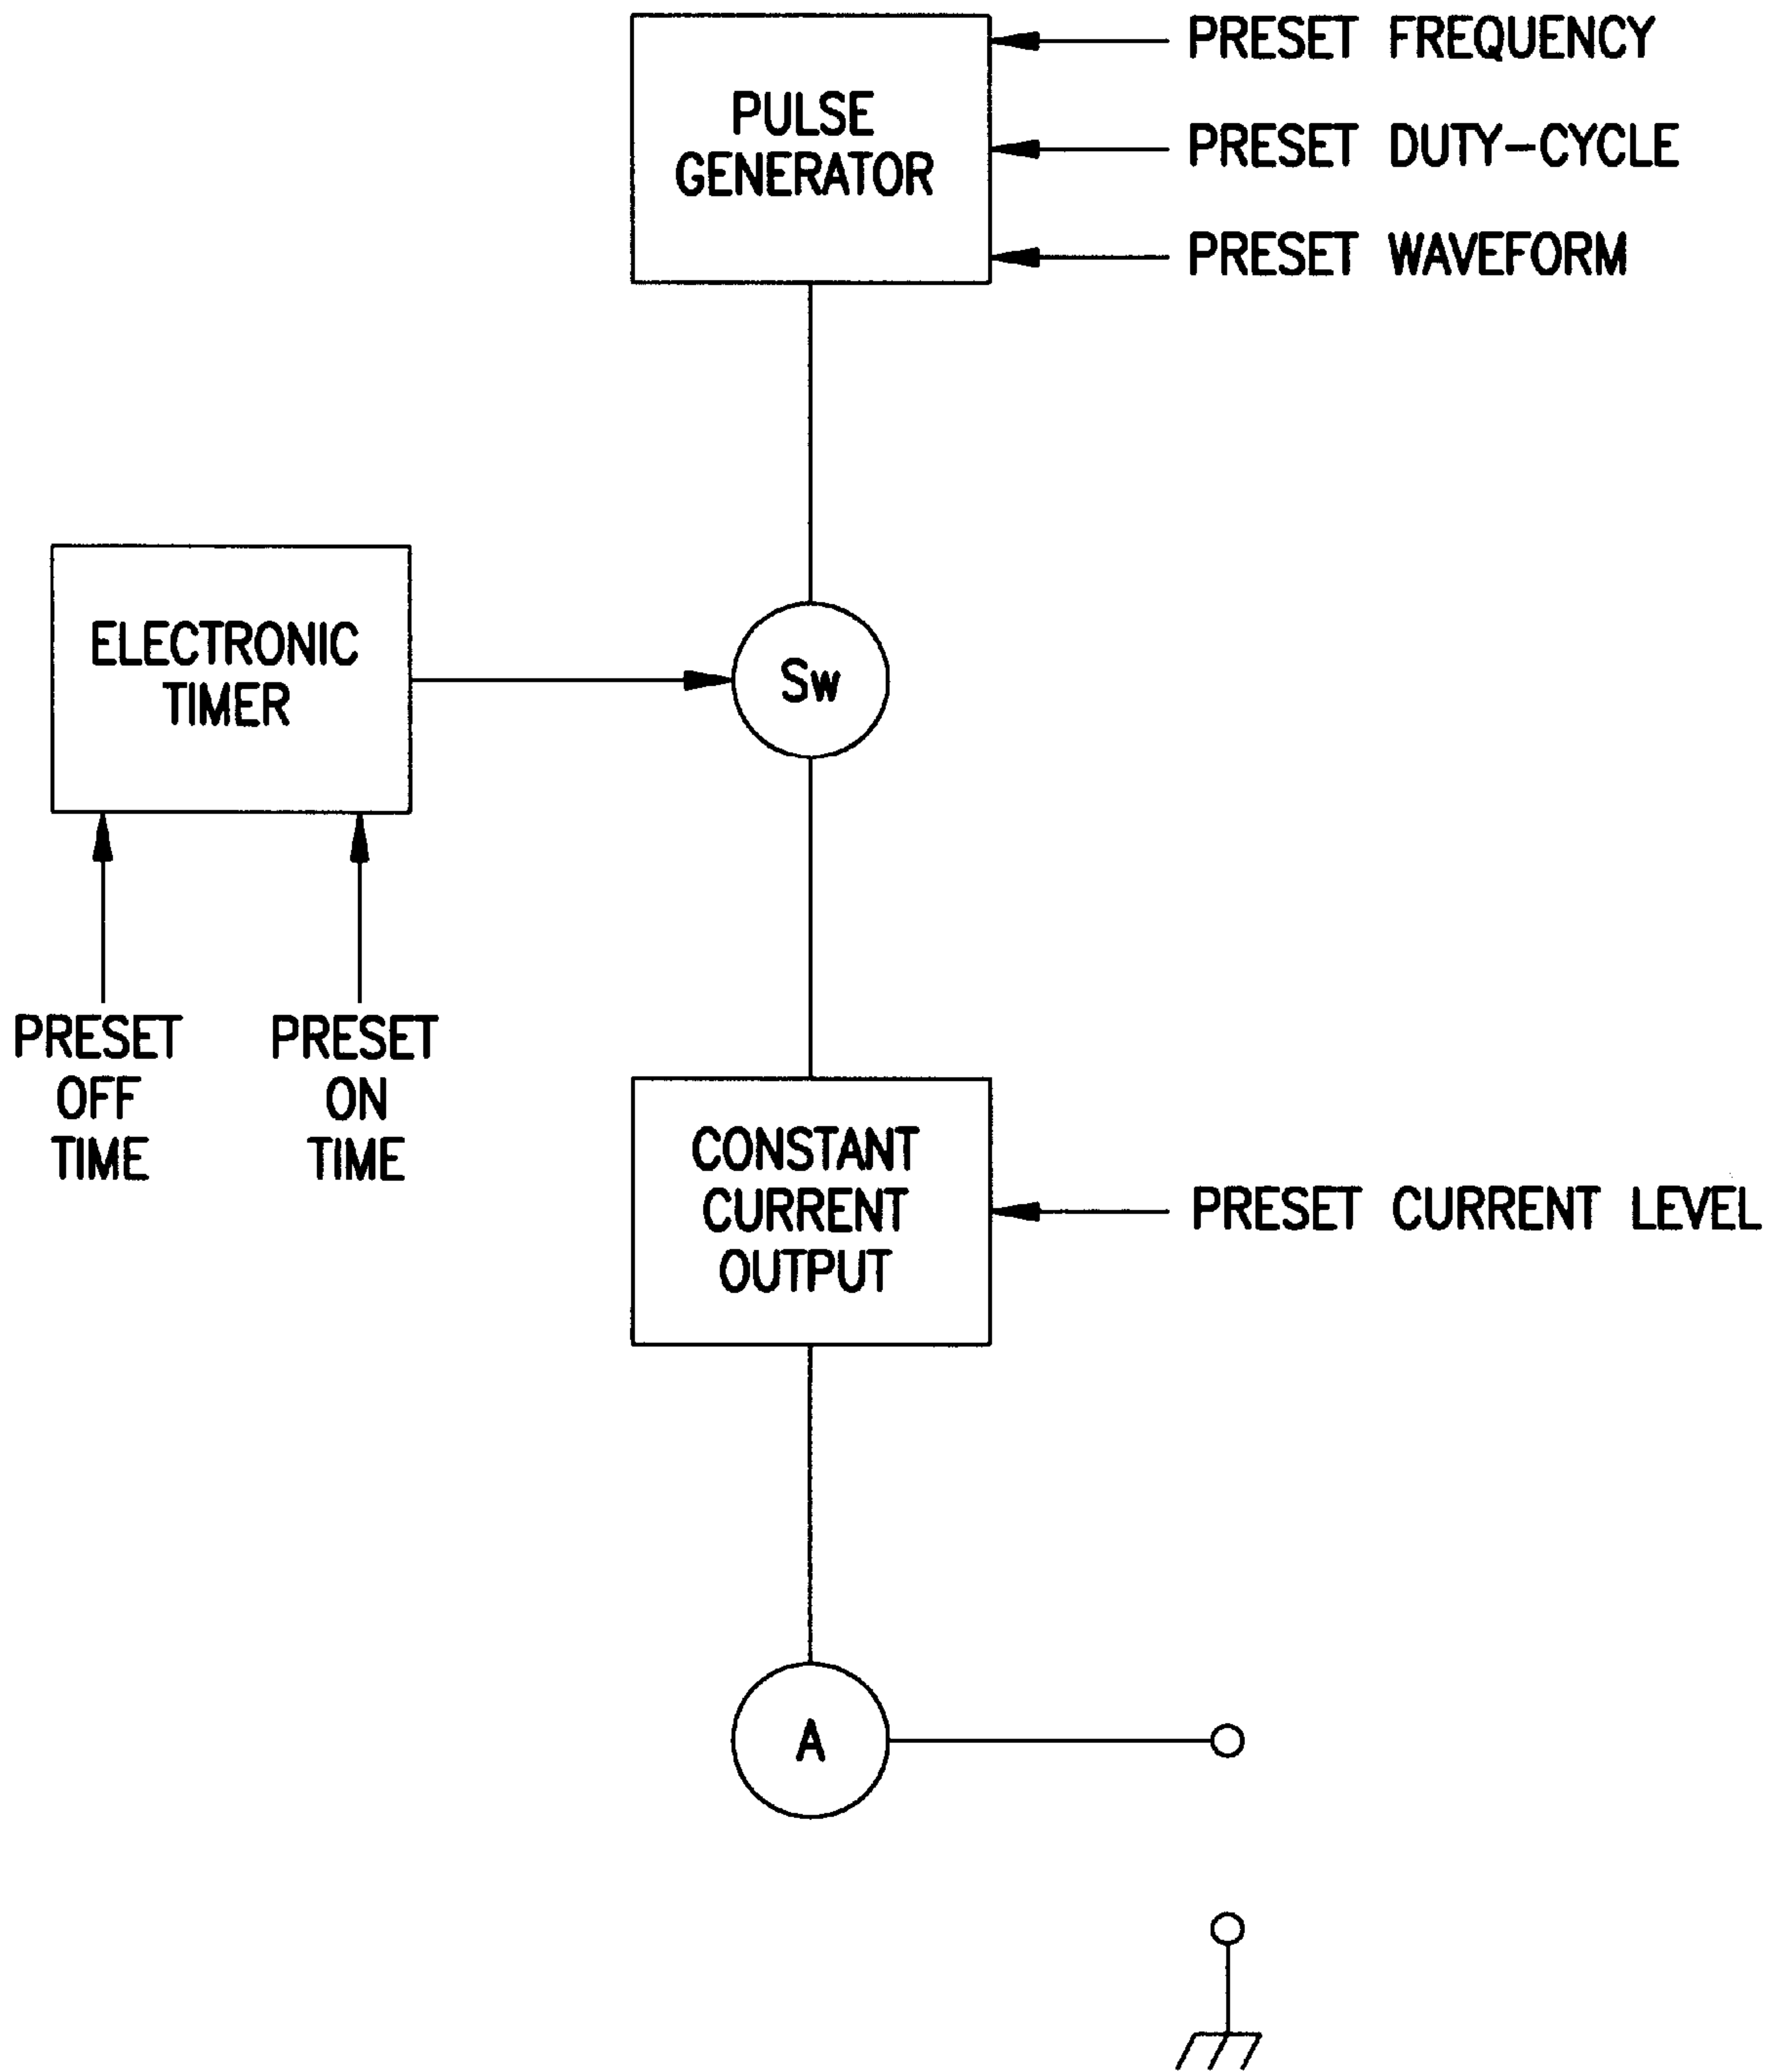 PULSE
GENERATOR
PRESET FREQUENCY
PRESET DUTY-CYCLE
PRESET WAVEFORM
ELECTRONIC
TIMER
Sw
PRESET
OFF
TIME
PRESET
ON
TIME
CONSTANT
CURRENT
OUTPUT
PRESET CURRENT LEVEL
A